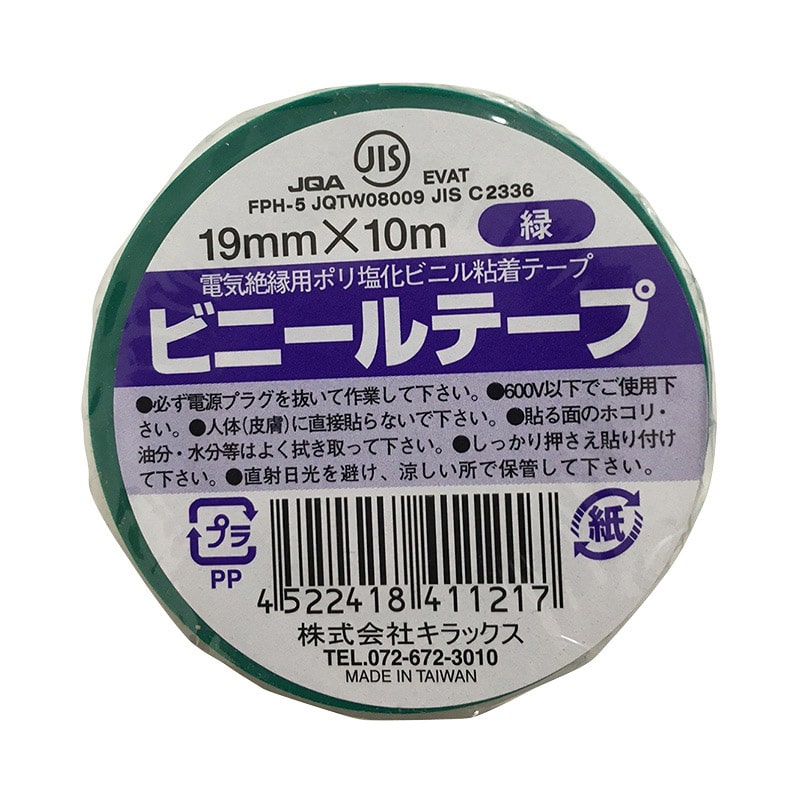 JIS
JQA EVAT
FPH-5 JQTW08009 JIS C 2336
19mm×10m 緑
電気絶縁用ポリ塩化ビニル粘着テープ
ビニールテープ
●必ず電源プラグを抜いて作業して下さい。●600V以下でご使用下
さい。●人体(皮膚)に直接貼らないで下さい。●貼る面のホコリ・
油分・水分等はよく拭き取って下さい。●しっかり押さえ貼り付け
て下さい。●直射日光を避け、涼しい所で保管して下さい。
プラ 紙
PP
4 522418 411217
株式会社キラックス
TEL.072-672-3010
MADE IN TAIWAN